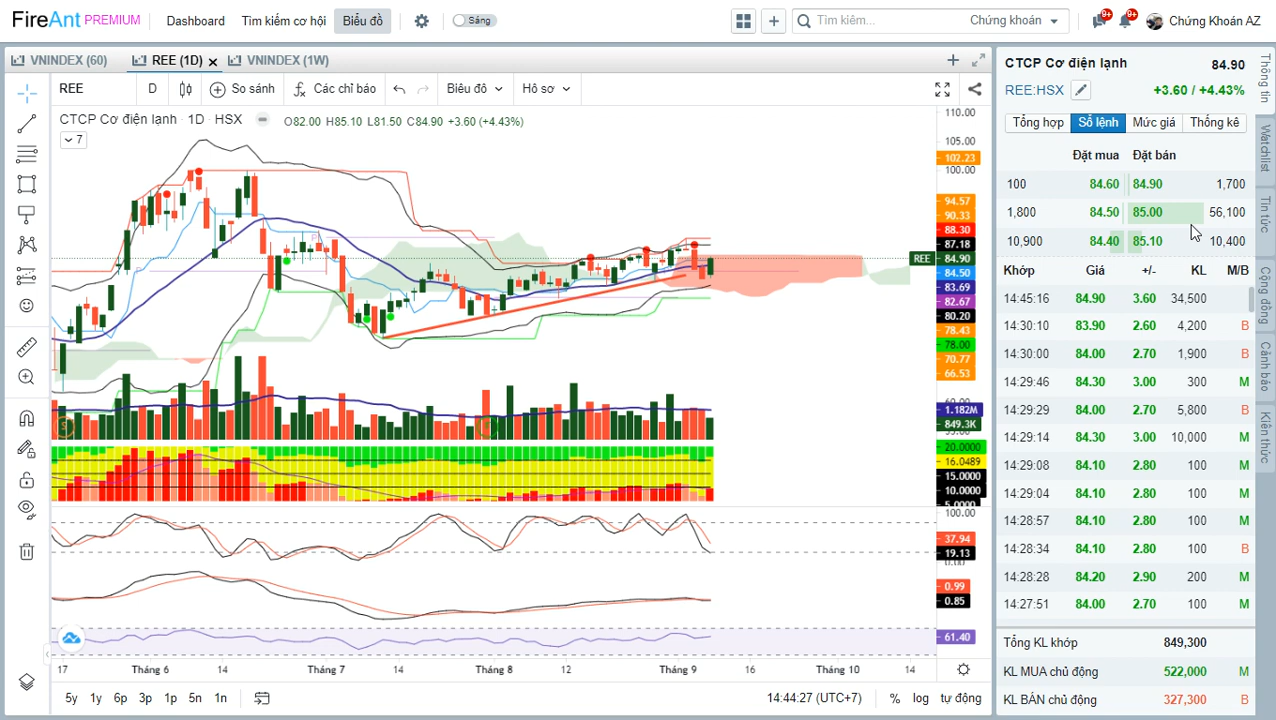 FireAnt PREMIUM Dashboard Tìm kiếm cơ hội Biểu đồ Sáng Tìm kiếm... Chứng khoán 9+ 9+ Chứng Khoán AZ
VNINDEX (60) REE (1D) VNINDEX (1W)
REE D So sánh Các chỉ báo Biêu đồ Hồ sơ
CTCP Cơ điện lạnh · 1D · HSX O82.00 H85.10 L81.50 C84.90 +3.60 (+4.43%)
7
110.00
105.00
102.23
100.00
94.57
90.33
88.30
87.18
REE 84.90
84.50
83.69
82.67
80.20
78.43
78.00
70.77
66.53
1.182M
849.3K
20.0000
16.0489
15.0000
10.0000
5.0000
100.00
37.94
19.13
0.99
0.85
61.40
17 Tháng 6 14 Tháng 7 14 Tháng 8 12 Tháng 9 16 Tháng 10 14
5y 1y 6p 3p 1p 5n 1n 14:44:27 (UTC+7) % log tự động
CTCP Cơ điện lạnh 84.90
REE:HSX +3.60 / +4.43%
Tổng hợp Sổ lệnh Mức giá Thống kê
Đặt mua Đặt bán
100 84.60 84.90 1,700
1,800 84.50 85.00 56,100
10,900 84.40 85.10 10,400
Khớp Giá +/- KL M/B
14:45:16 84.90 3.60 34,500
14:30:10 83.90 2.60 4,200 B
14:30:00 84.00 2.70 1,900 B
14:29:46 84.30 3.00 300 M
14:29:29 84.00 2.70 5,800 B
14:29:14 84.30 3.00 10,000 M
14:29:08 84.10 2.80 100 M
14:29:04 84.10 2.80 100 M
14:28:57 84.10 2.80 100 M
14:28:34 84.10 2.80 100 B
14:28:28 84.20 2.90 200 M
14:27:51 84.00 2.70 100 M
Tổng KL khớp 849,300
KL MUA chủ động 522,000 M
KL BÁN chủ động 327,300 B
Thông tin
Watchlist
Tin tức
Cộng đồng
Cảnh báo
Kiến thức